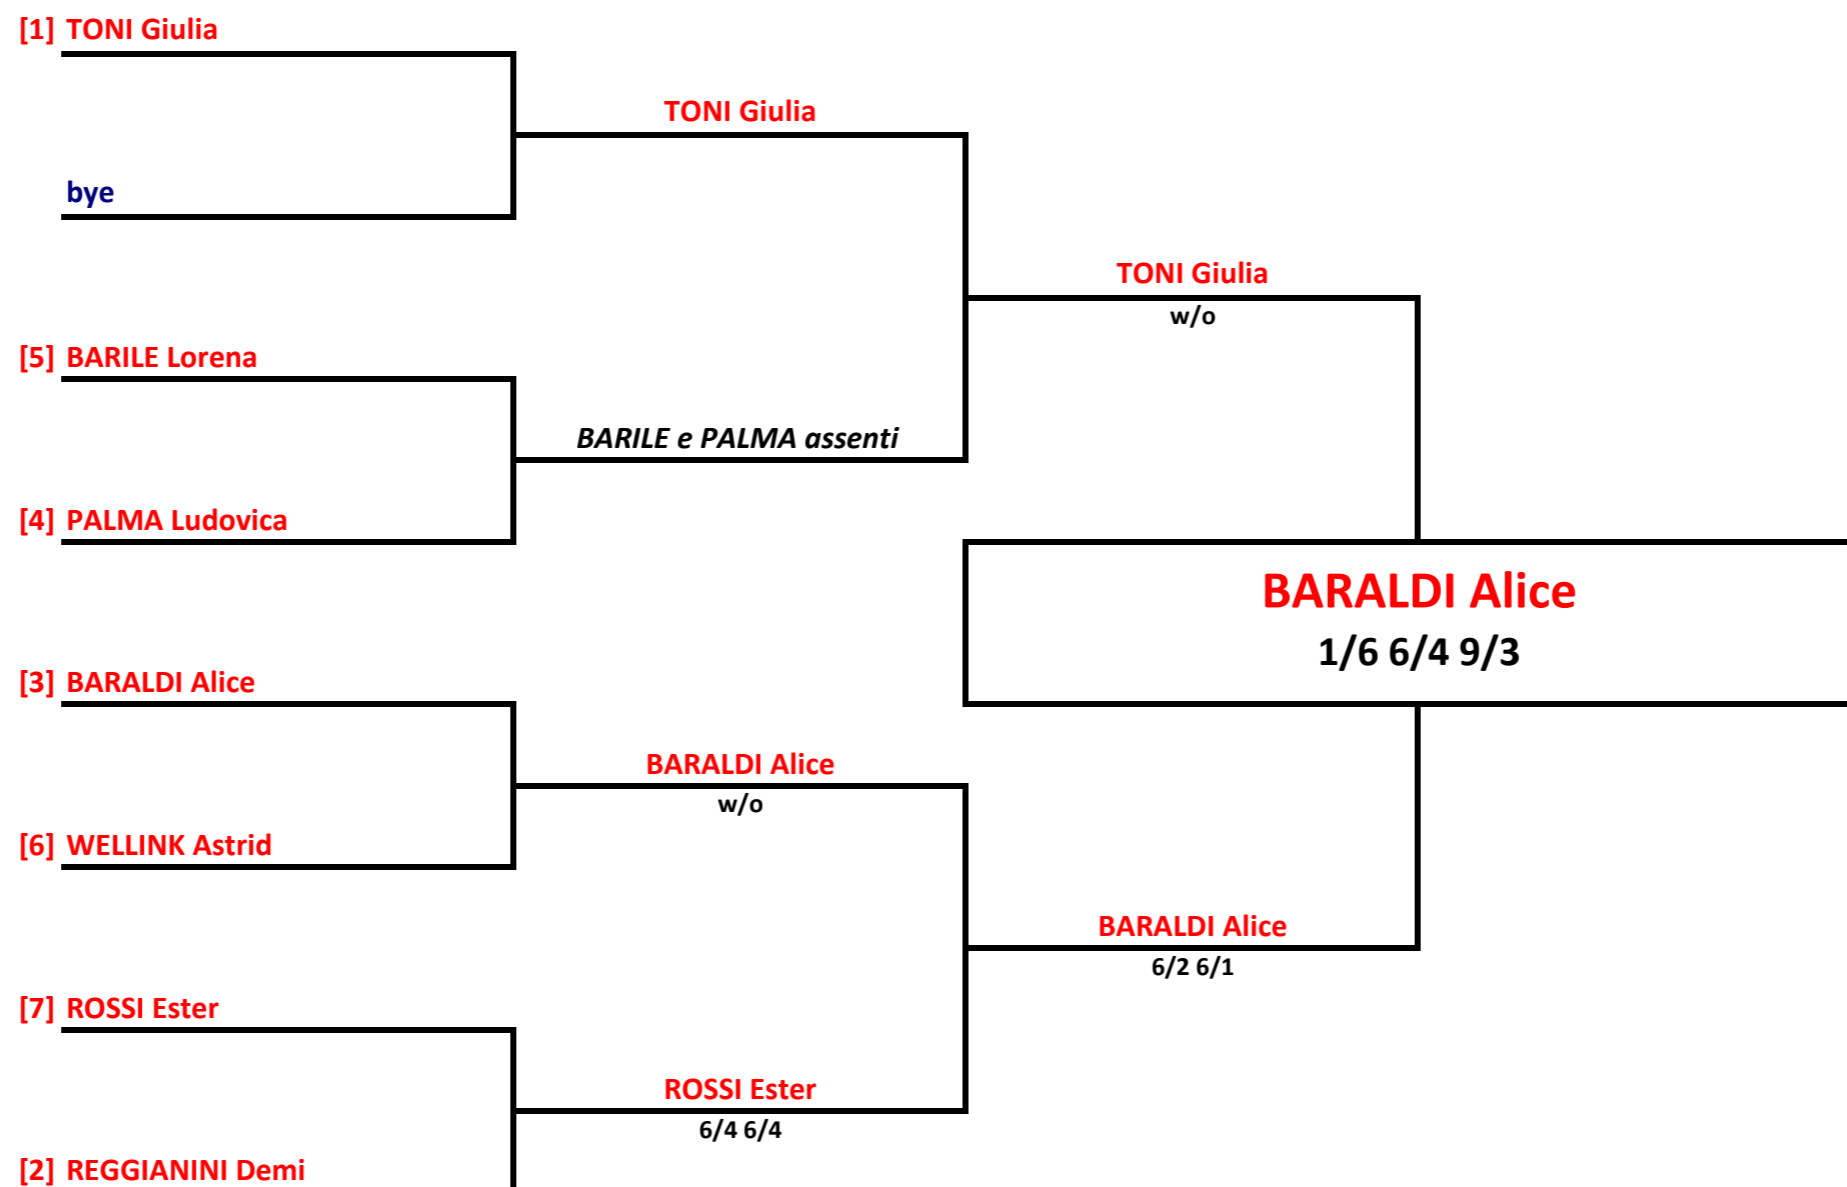 [1] TONI Giulia
TONI Giulia
bye
TONI Giulia
w/o
[5] BARILE Lorena
BARILE e PALMA assenti
[4] PALMA Ludovica
BARALDI Alice
1/6 6/4 9/3
[3] BARALDI Alice
BARALDI Alice
w/o
[6] WELLINK Astrid
BARALDI Alice
6/2 6/1
[7] ROSSI Ester
ROSSI Ester
6/4 6/4
[2] REGGIANINI Demi